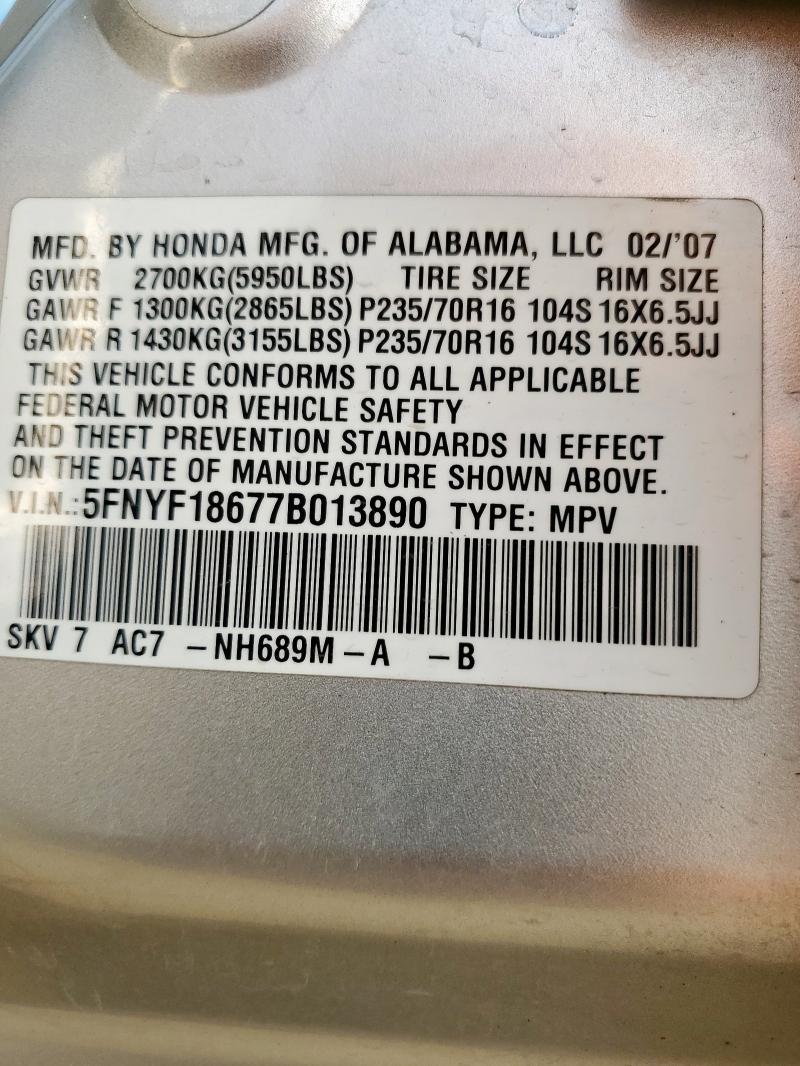 MFD. BY HONDA MFG. OF ALABAMA, LLC 02/'07
GVWR 2700KG(5950LBS) TIRE SIZE RIM SIZE
GAWR F 1300KG(2865LBS) P235/70R16 104S 16X6.5JJ
GAWR R 1430KG(3155LBS) P235/70R16 104S 16X6.5JJ
THIS VEHICLE CONFORMS TO ALL APPLICABLE
FEDERAL MOTOR VEHICLE SAFETY
AND THEFT PREVENTION STANDARDS IN EFFECT
ON THE DATE OF MANUFACTURE SHOWN ABOVE.
V.I.N.: 5FNYF18677B013890 TYPE: MPV
SKV 7 AC7 -NH689M-A -B